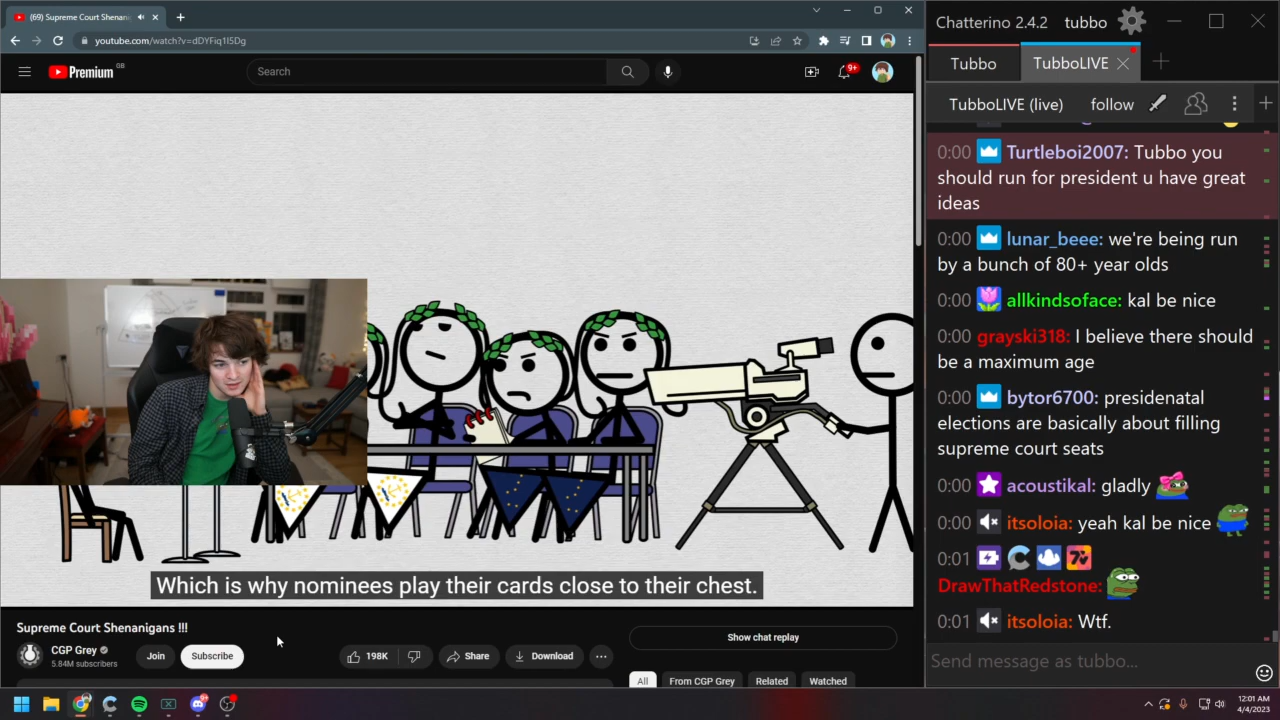 (69) Supreme Court Shenanig
youtube.com/watch?v=dDYFiq1I5Dg
Premium GB
Search
9+
Which is why nominees play their cards close to their chest.
Supreme Court Shenanigans !!!
CGP Grey
5.84M subscribers
Join
Subscribe
198K
Share
Download
Show chat replay
All
From CGP Grey
Related
Watched
Chatterino 2.4.2
tubbo
Tubbo
TubboLIVE
TubboLIVE (live)
follow
0:00 Turtleboi2007: Tubbo you
should run for president u have great
ideas
0:00 lunar_beee: we're being run
by a bunch of 80+ year olds
0:00 allkindsoface: kal be nice
0:00 grayski318: I believe there should
be a maximum age
0:00 bytor6700: presidenatal
elections are basically about filling
supreme court seats
0:00 acoustikal: gladly
0:00 itsoloia: yeah kal be nice
0:01
DrawThatRedstone:
0:01 itsoloia: Wtf.
Send message as tubbo...
12:01 AM
4/4/2023